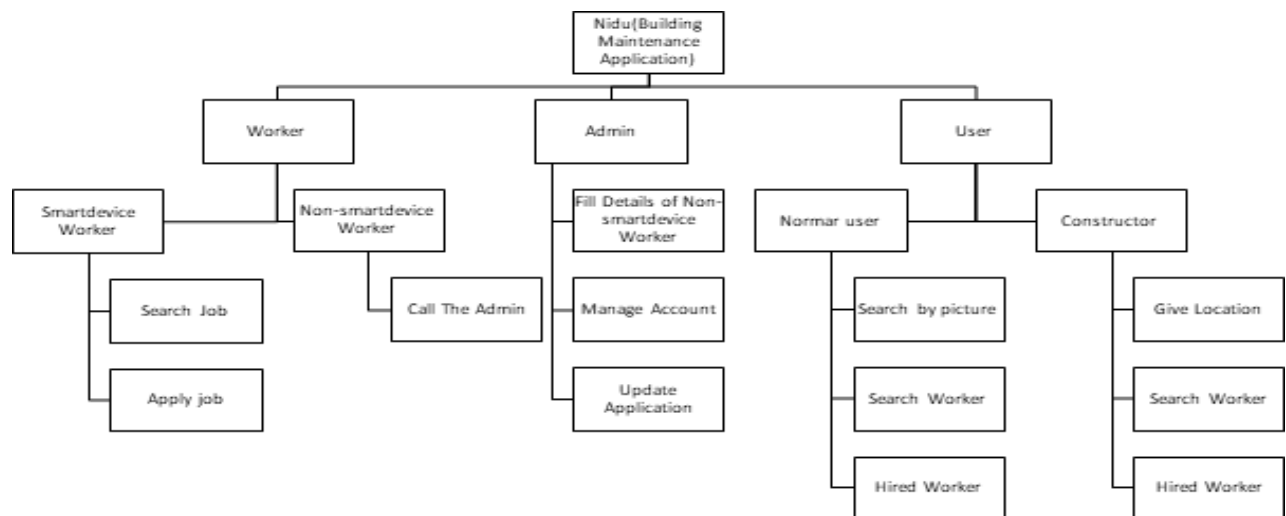 Nidu(Building
Maintenance
Application)
Worker
Admin
User
Smartdevice
Worker
Non-smartdevice
Worker
Fill Details of Non-
smartdevice
Worker
Normar user
Constructor
Search Job
Call The Admin
Manage Account
Search by picture
Give Location
Apply job
Update
Application
Search Worker
Search Worker
Hired Worker
Hired Worker